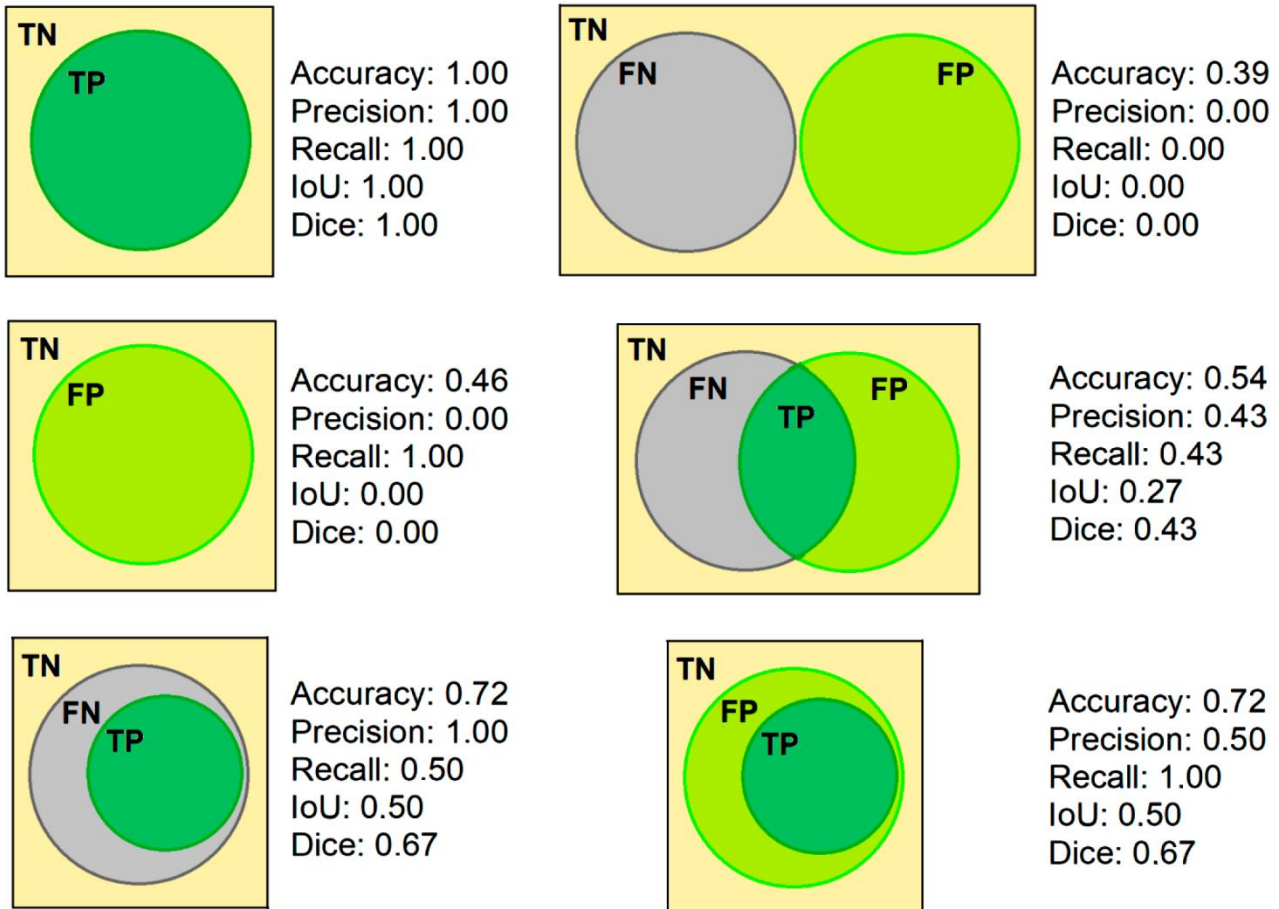 TN
TP
Accuracy: 1.00
Precision: 1.00
Recall: 1.00
IoU: 1.00
Dice: 1.00
TN
FN
FP
Accuracy: 0.39
Precision: 0.00
Recall: 0.00
IoU: 0.00
Dice: 0.00
TN
FP
Accuracy: 0.46
Precision: 0.00
Recall: 1.00
IoU: 0.00
Dice: 0.00
TN
FN
TP
FP
Accuracy: 0.54
Precision: 0.43
Recall: 0.43
IoU: 0.27
Dice: 0.43
TN
FN
TP
Accuracy: 0.72
Precision: 1.00
Recall: 0.50
IoU: 0.50
Dice: 0.67
TN
FP
TP
Accuracy: 0.72
Precision: 0.50
Recall: 1.00
IoU: 0.50
Dice: 0.67